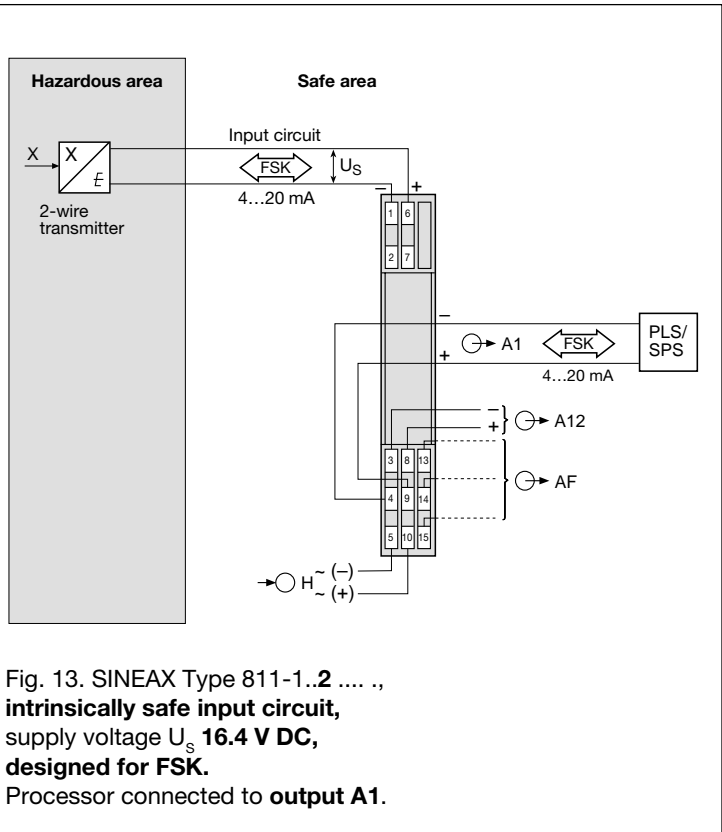 Hazardous area
Safe area
Input circuit
X
X
E
FSK
U_S
4…20 mA
2-wire
transmitter
– +
1 6
2 7
–
A1
FSK
PLS/
SPS
+
4…20 mA
–
+
A12
3 8 13
AF
4 9 14
5 10 15
H
~ (–)
~ (+)
Fig. 13. SINEAX Type 811-1..2 .... .,
intrinsically safe input circuit,
supply voltage U_S 16.4 V DC,
designed for FSK.
Processor connected to output A1.